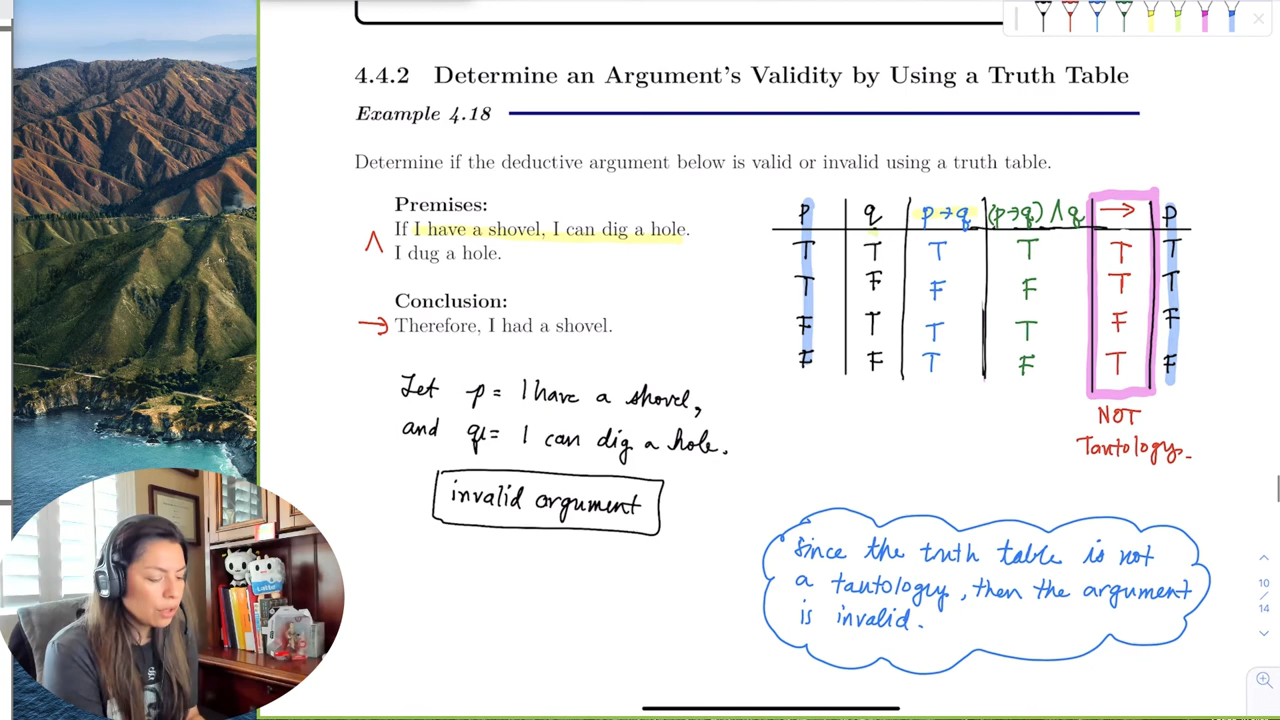 4.4.2 Determine an Argument's Validity by Using a Truth Table
Example 4.18
Determine if the deductive argument below is valid or invalid using a truth table.
Premises:
If I have a shovel, I can dig a hole.
∧ I dug a hole.
Conclusion:
→ Therefore, I had a shovel.
Let p = I have a shovel,
and q = I can dig a hole.
invalid argument
p q p→q (p→q) ∧ q → p
T T T T T T
T F F F T T
F T T T F F
F F T F T F
NOT
Tautology.
Since the truth table is not
a tautology, then the argument
is invalid.
10
/
14